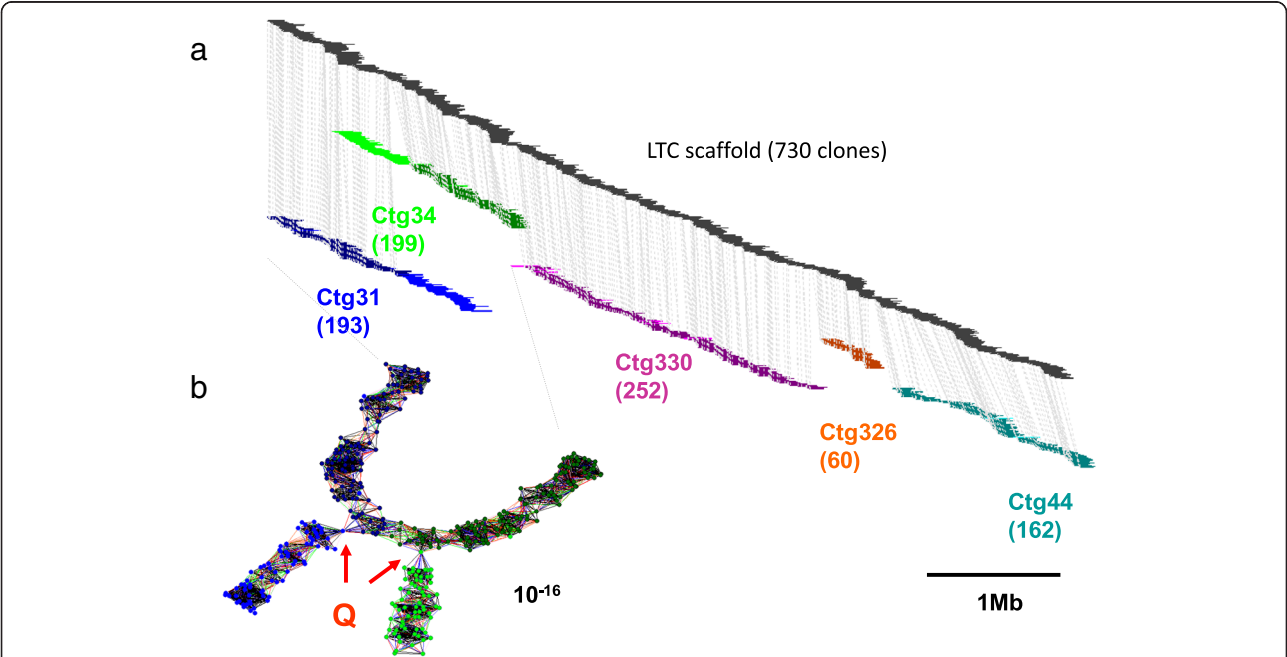 a
LTC scaffold (730 clones)
Ctg34
(199)
Ctg31
(193)
Ctg330
(252)
b
Ctg326
(60)
Ctg44
(162)
10-16
Q
1Mb